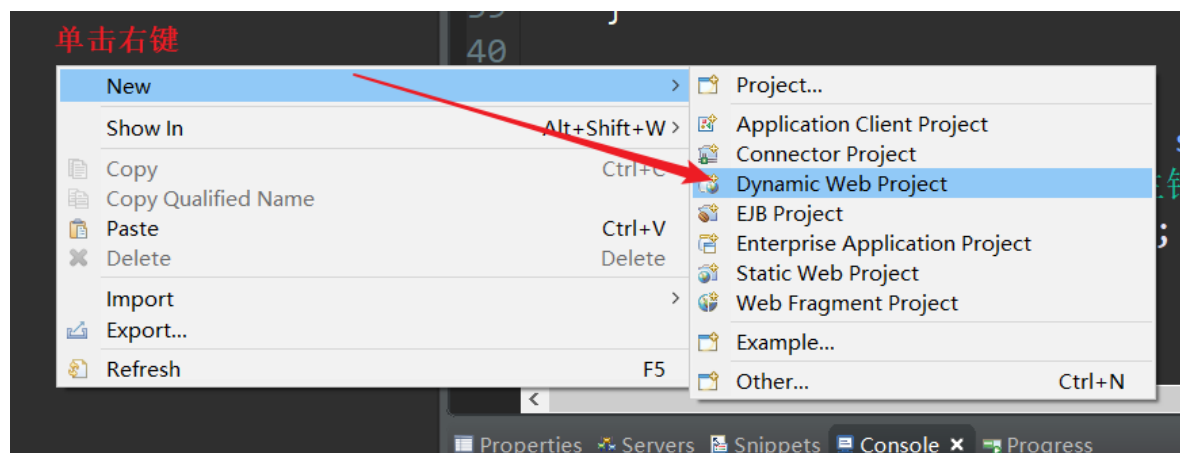 单击右键
40
New
Show In Alt+Shift+W
Copy Ctrl+C
Copy Qualified Name
Paste Ctrl+V
Delete Delete
Import
Export...
Refresh F5
Project...
Application Client Project
Connector Project
Dynamic Web Project
EJB Project
Enterprise Application Project
Static Web Project
Web Fragment Project
Example...
Other... Ctrl+N
;
Properties Servers Snippets Console Progress